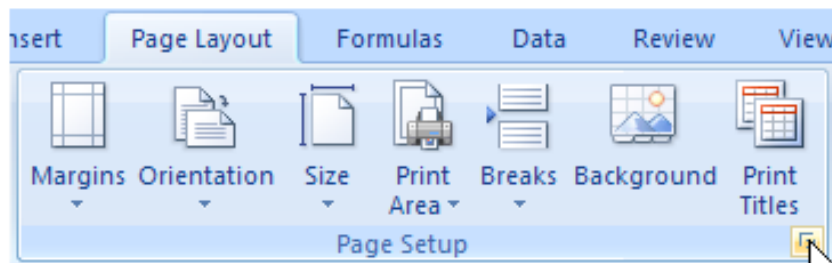 nsert Page Layout Formulas Data Review View
Margins Orientation Size Print Area Breaks Background Print Titles
Page Setup